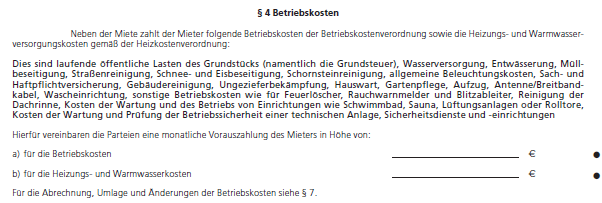 § 4 Betriebskosten
Neben der Miete zahlt der Mieter folgende Betriebskosten der Betriebskostenverordnung sowie die Heizungs- und Warmwasser-
versorgungskosten gemäß der Heizkostenverordnung:
Dies sind laufende öffentliche Lasten des Grundstücks (namentlich die Grundsteuer), Wasserversorgung, Entwässerung, Müll-
beseitigung, Straßenreinigung, Schnee- und Eisbeseitigung, Schornsteinreinigung, allgemeine Beleuchtungskosten, Sach- und
Haftpflichtversicherung, Gebäudereinigung, Ungezieferbekämpfung, Hauswart, Gartenpflege, Aufzug, Antenne/Breitband-
kabel, Wascheinrichtung, sonstige Betriebskosten wie für Feuerlöscher, Rauchwarnmelder und Blitzableiter, Reinigung der
Dachrinne, Kosten der Wartung und des Betriebs von Einrichtungen wie Schwimmbad, Sauna, Lüftungsanlagen oder Rolltore,
Kosten der Wartung und Prüfung der Betriebssicherheit einer technischen Anlage, Sicherheitsdienste und -einrichtungen
Hierfür vereinbaren die Parteien eine monatliche Vorauszahlung des Mieters in Höhe von:
a) für die Betriebskosten €
b) für die Heizungs- und Warmwasserkosten €
Für die Abrechnung, Umlage und Änderungen der Betriebskosten siehe § 7.